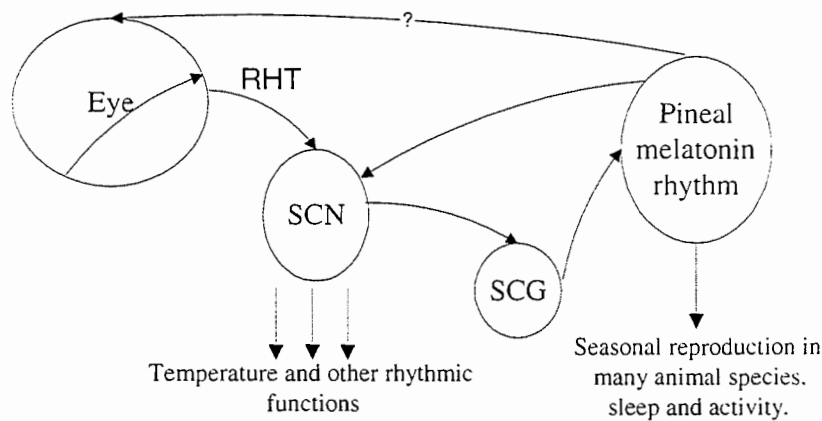 ?
Eye
RHT
Pineal
melatonin
rhythm
SCN
SCG
Temperature and other rhythmic
functions
Seasonal reproduction in
many animal species.
sleep and activity.